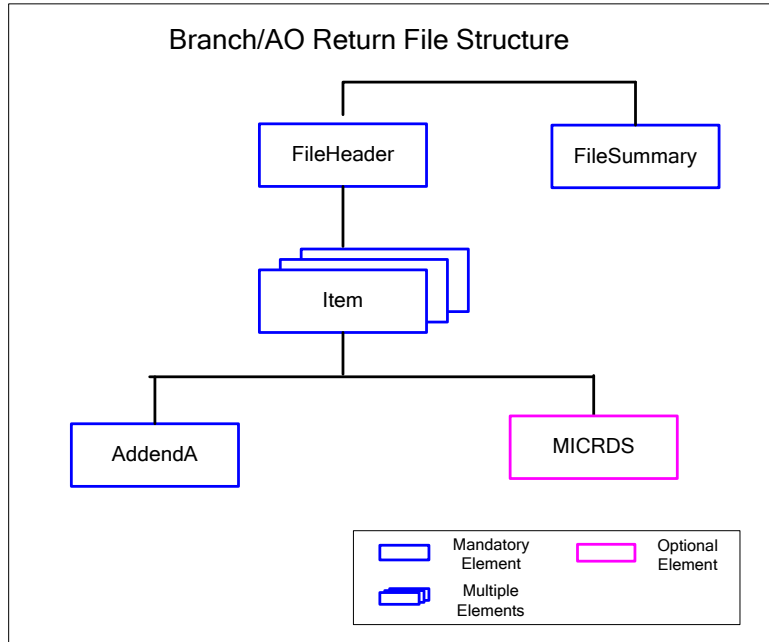 Branch/AO Return File Structure
FileHeader
FileSummary
Item
AddendA
MICRDS
Mandatory
Element
Optional
Element
Multiple
Elements